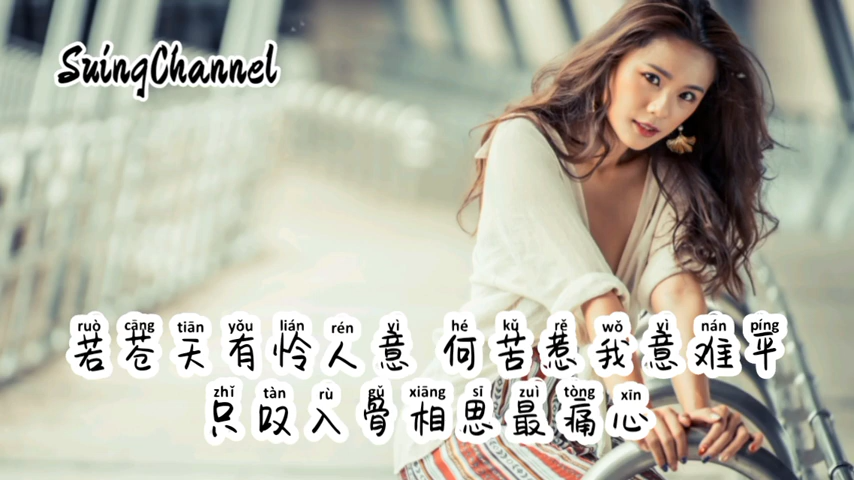 SuingChannel
ruò cāng tiān yǒu lián rén yì hé kǔ rě wǒ yì nán píng
若苍天有怜人意 何苦惹我意难平
zhǐ tàn rù gǔ xiāng sī zuì tòng xīn
只叹入骨相思最痛心